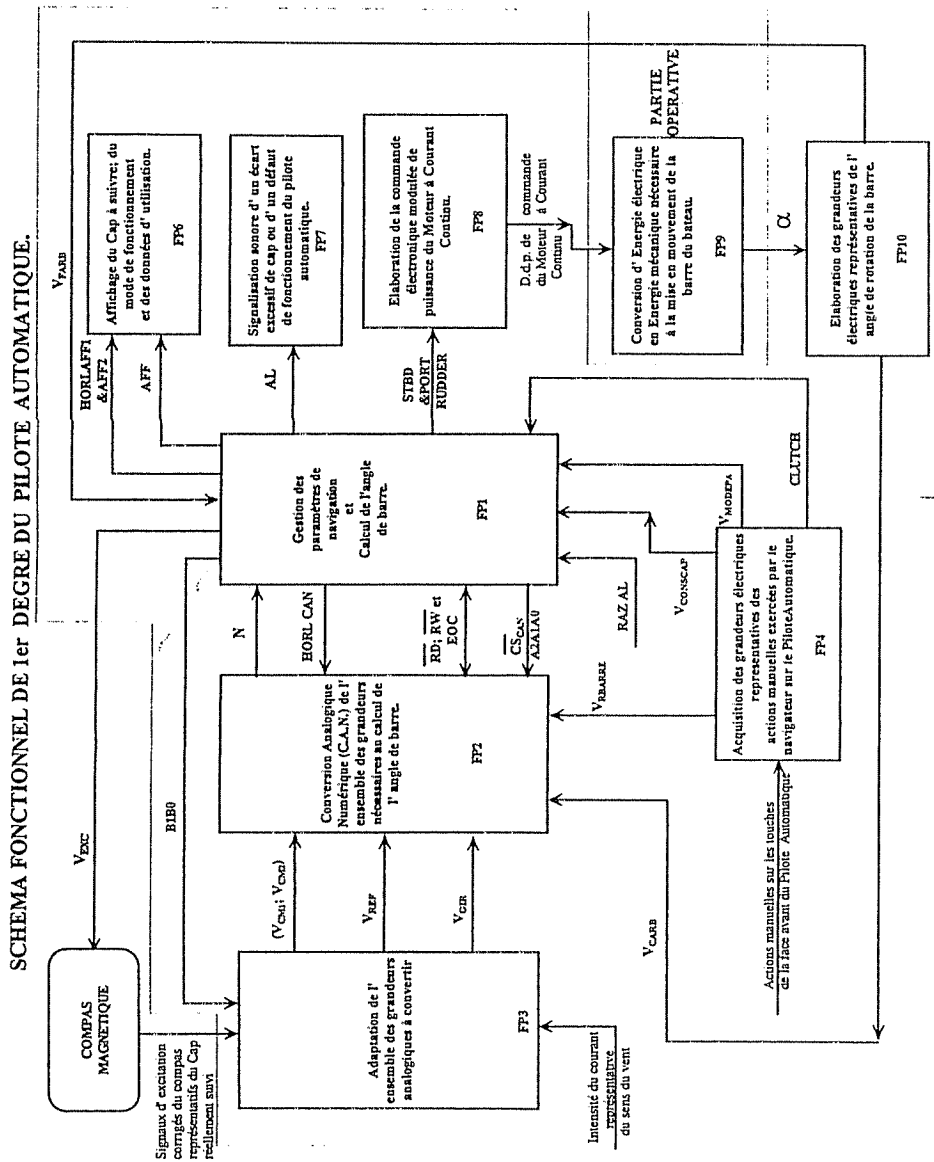 SCHEMA FONCTIONNEL DE 1er DEGRE DU PILOTE AUTOMATIQUE.
COMPAS
MAGNETIQUE
VEXC
VFARB
Signaux d' excitation
corrigés du compas
représentatifs du Cap
réellement suivi
B1B0
Adaptation de l'
ensemble des grandeurs
analogiques à convertir
FP3
Intensité du courant
représentative
du sens du vent
(VCM1; VCM2)
VREF
VGIR
Conversion Analogique
Numérique (C.A.N.) de l'
ensemble des grandeurs
nécessaires au calcul de
l' angle de barre.
FP2
N
HORL CAN
RD; RW et
EOC
CSCAN
A2A1A0
Gestion des
paramètres de
navigation
et
Calcul de l'angle
de barre.
FP1
HORLAFF1
&AFF2
AFF
AL
STBD
&PORT
RUDDER
Affichage du Cap à suivre; du
mode de fonctionnement
et des données d' utilisation.
FP6
Signalisation sonore d' un écart
excessif de cap ou d' un défaut
de fonctionnement du pilote
automatique.
FP7
Elaboration de la commande
électronique modulée de
puissance du Moteur à Courant
Continu.
FP8
D.d.p. de commande
du Moteur à Courant
Continu
PARTIE
OPERATIVE
Conversion d' Energie électrique
en Energie mécanique nécessaire
à la mise en mouvement de la
barre du bateau.
FP9
α
Elaboration des grandeurs
électriques représentatives de l'
angle de rotation de la barre.
FP10
VCARB
VRBARRE
RAZ AL
VCONSCAP
VMODEPA
CLUTCH
Actions manuelles sur les touches
de la face avant du Pilote Automatique
Acquisition des grandeurs électriques
représentatives des
actions manuelles exercées par le
navigateur sur le PiloteAutomatique.
FP4